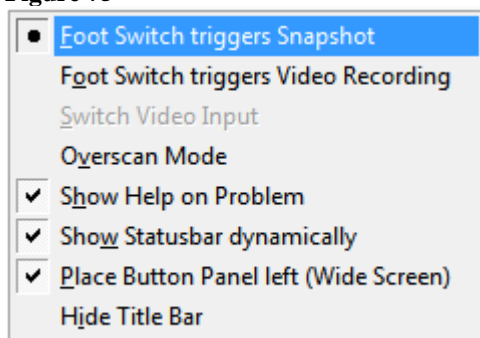 Foot Switch triggers Snapshot
Foot Switch triggers Video Recording
Switch Video Input
Overscan Mode
Show Help on Problem
Show Statusbar dynamically
Place Button Panel left (Wide Screen)
Hide Title Bar